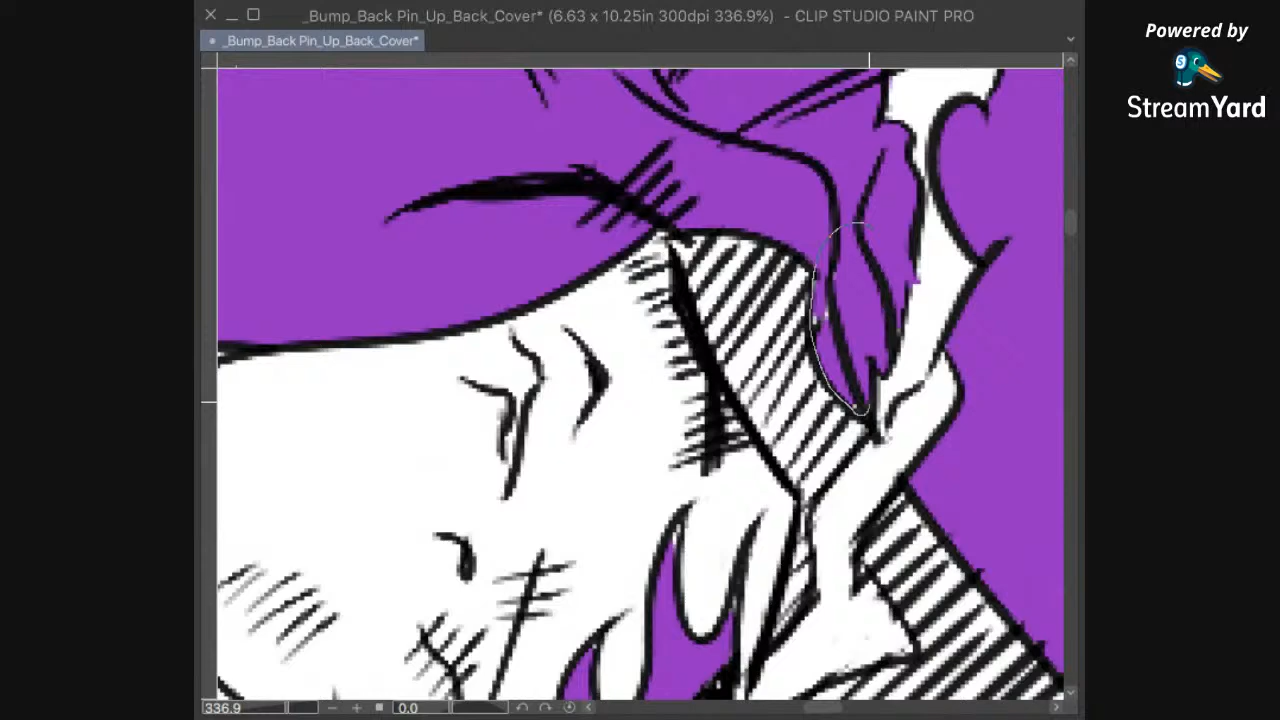 _Bump_Back Pin_Up_Back_Cover* (6.63 x 10.25in 300dpi 336.9%) - CLIP STUDIO PAINT PRO
_Bump_Back Pin_Up_Back_Cover*
Powered by
StreamYard
336.9
0.0